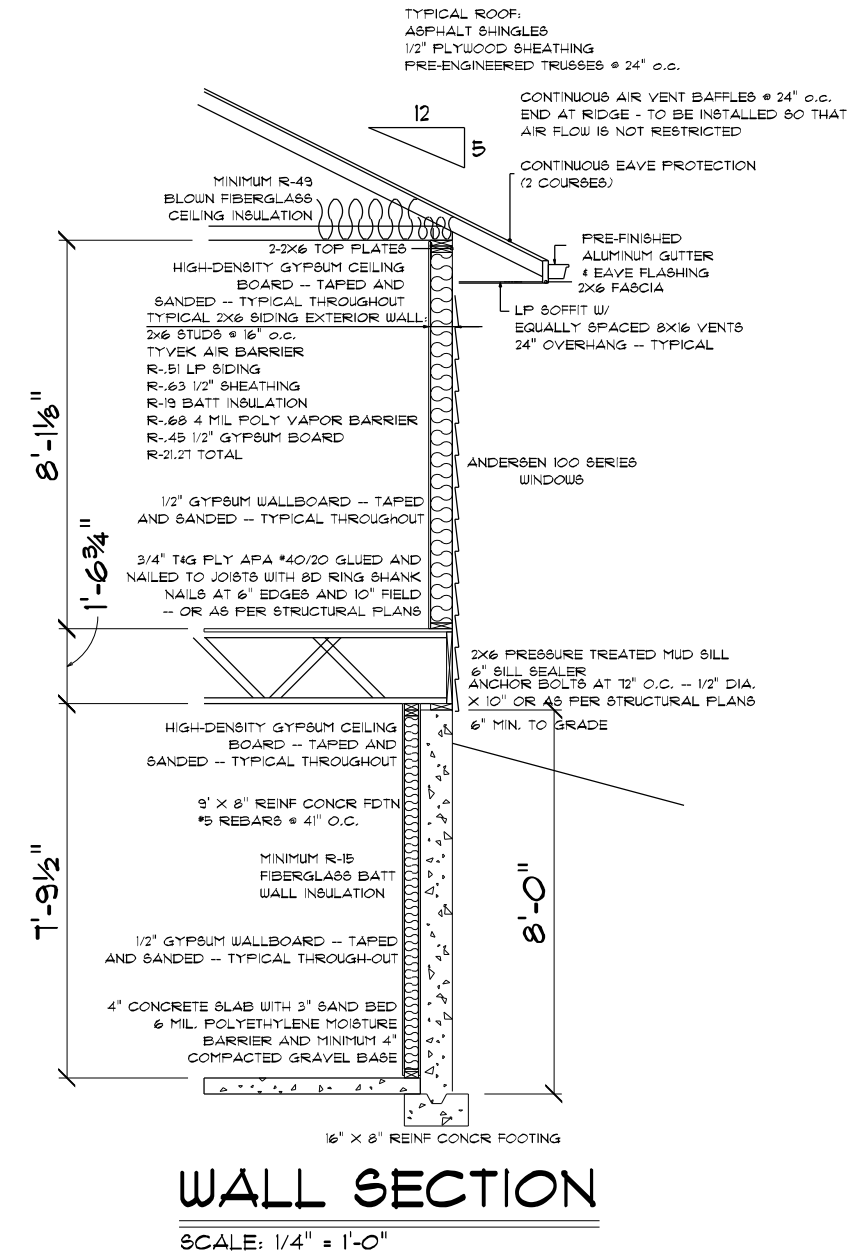 TYPICAL ROOF:
ASPHALT SHINGLES
1/2" PLYWOOD SHEATHING
PRE-ENGINEERED TRUSSES @ 24" o.c.
CONTINUOUS AIR VENT BAFFLES @ 24" o.c.
END AT RIDGE - TO BE INSTALLED SO THAT
AIR FLOW IS NOT RESTRICTED
12
5
CONTINUOUS EAVE PROTECTION
(2 COURSES)
MINIMUM R-49
BLOWN FIBERGLASS
CEILING INSULATION
PRE-FINISHED
ALUMINUM GUTTER
& EAVE FLASHING
2X6 FASCIA
2-2X6 TOP PLATES
HIGH-DENSITY GYPSUM CEILING
BOARD -- TAPED AND
SANDED -- TYPICAL THROUGHOUT
LP SOFFIT W/
EQUALLY SPACED 8X16 VENTS
24" OVERHANG -- TYPICAL
TYPICAL 2X6 SIDING EXTERIOR WALL:
2x6 STUDS @ 16" o.c.
TYVEK AIR BARRIER
R-.51 LP SIDING
R-.63 1/2" SHEATHING
R-19 BATT INSULATION
R-.68 4 MIL POLY VAPOR BARRIER
R-.45 1/2" GYPSUM BOARD
R-21.27 TOTAL
8'-1 1/8"
ANDERSEN 100 SERIES
WINDOWS
1/2" GYPSUM WALLBOARD -- TAPED
AND SANDED -- TYPICAL THROUGHOUT
3/4" T&G PLY APA #40/20 GLUED AND
NAILED TO JOISTS WITH 8D RING SHANK
NAILS AT 6" EDGES AND 10" FIELD
-- OR AS PER STRUCTURAL PLANS
1'-6 3/4"
2X6 PRESSURE TREATED MUD SILL
6" SILL SEALER
ANCHOR BOLTS AT 72" O.C. -- 1/2" DIA.
X 10" OR AS PER STRUCTURAL PLANS
6" MIN. TO GRADE
HIGH-DENSITY GYPSUM CEILING
BOARD -- TAPED AND
SANDED -- TYPICAL THROUGHOUT
9' X 8" REINF CONCR FDTN
#5 REBARS @ 41" O.C.
MINIMUM R-15
FIBERGLASS BATT
WALL INSULATION
7'-9 1/2"
8'-0"
1/2" GYPSUM WALLBOARD -- TAPED
AND SANDED -- TYPICAL THROUGH-OUT
4" CONCRETE SLAB WITH 3" SAND BED
6 MIL. POLYETHYLENE MOISTURE
BARRIER AND MINIMUM 4"
COMPACTED GRAVEL BASE
16" X 8" REINF CONCR FOOTING
WALL SECTION
SCALE: 1/4" = 1'-0"